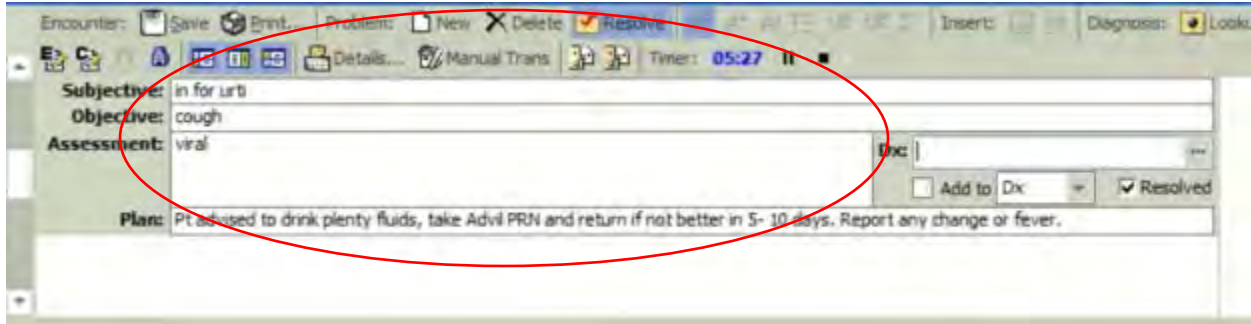 Encounter: Save Print... Problem: New Delete Resolve Insert: Diagnosis: Looku
Details... Manual Trans Timer: 05:27
Subjective: in for urti
Objective: cough
Assessment: viral
Dx:
Add to Dx Resolved
Plan: Pt advised to drink plenty fluids, take Advil PRN and return if not better in 5- 10 days. Report any change or fever.